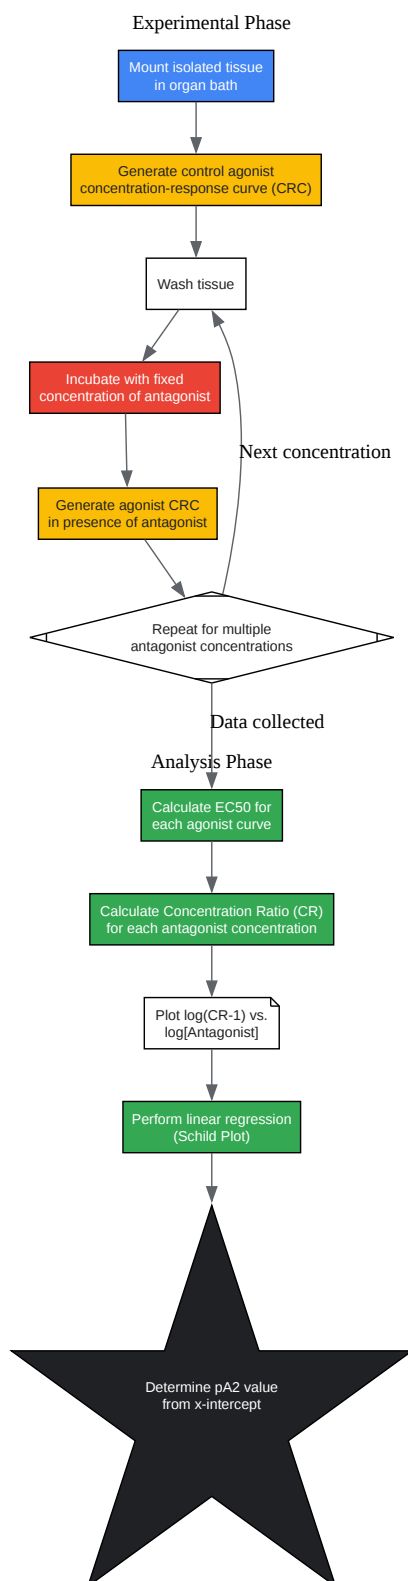 Experimental Phase
Mount isolated tissue
in organ bath
Generate control agonist
concentration-response curve (CRC)
Wash tissue
Incubate with fixed
concentration of antagonist
Next concentration
Generate agonist CRC
in presence of antagonist
Repeat for multiple
antagonist concentrations
Data collected
Analysis Phase
Calculate EC50 for
each agonist curve
Calculate Concentration Ratio (CR)
for each antagonist concentration
Plot log(CR-1) vs.
log[Antagonist]
Perform linear regression
(Schild Plot)
Determine pA2 value
from x-intercept